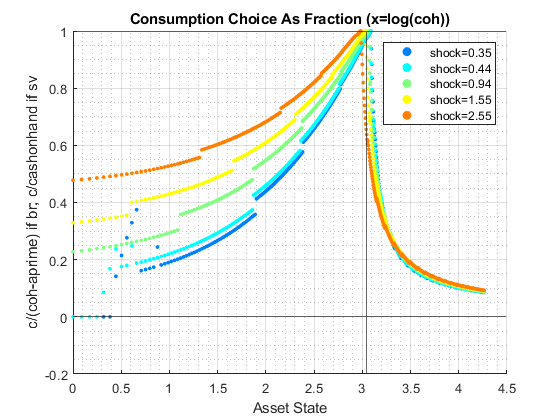 Consumption Choice As Fraction (x=log(coh))
c/(coh-aprime) if br; c/cashonhand if sv
1
0.8
0.6
0.4
0.2
0
-0.2
0
0.5
1
1.5
2
2.5
3
3.5
4
4.5
Asset State
shock=0.35
shock=0.44
shock=0.94
shock=1.55
shock=2.55